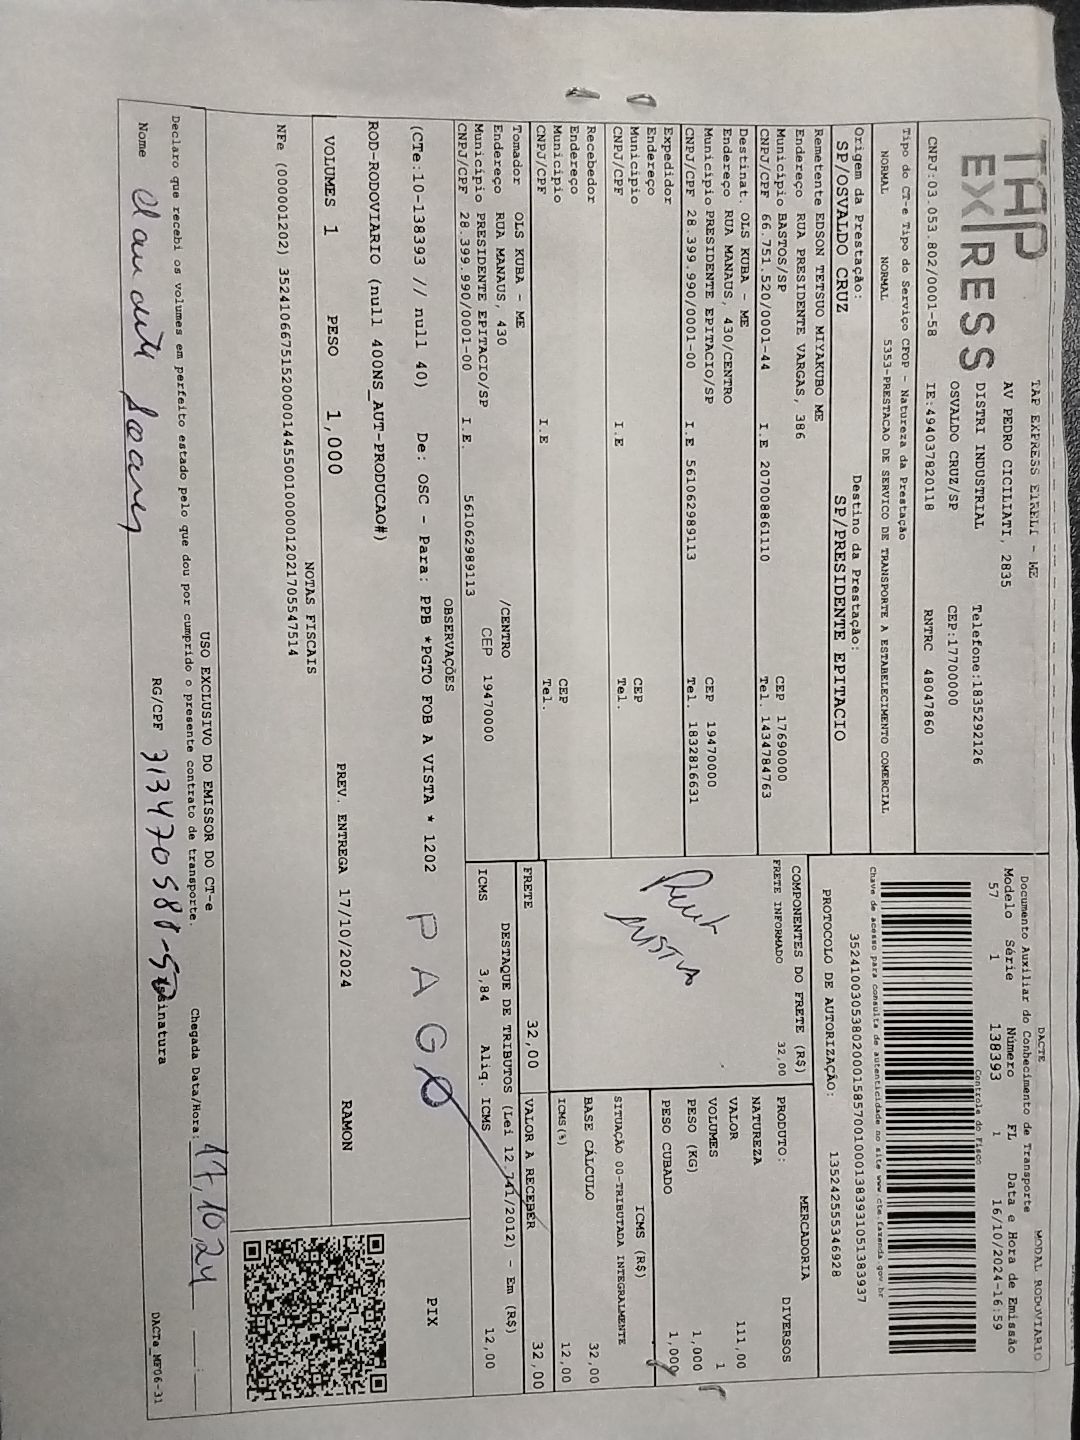 TAP EXPRESS
TAP EXPRESS EIRELI - ME
AV PEDRO CICILIATI, 2835
DISTRI INDUSTRIAL
Telefone:1835292126
OSVALDO CRUZ/SP
CEP:17700000
CNPJ:03.053.802/0001-58
IE:494037820118
RNTRC 48047860
Tipo do CT-e Tipo do Serviço CFOP - Natureza da Prestação
NORMAL NORMAL 5353-PRESTACAO DE SERVICO DE TRANSPORTE A ESTABELECIMENTO COMERCIAL
Origem da Prestação: Destino da Prestação:
SP/OSVALDO CRUZ SP/PRESIDENTE EPITACIO
DACTE
MODAL RODOVIÁRIO
Documento Auxiliar do Conhecimento de Transporte
Modelo Série Número FL Data e Hora de Emissão
57 1 138393 1 16/10/2024-16:59
Controle do Fisco
Chave de acesso para consulta de autenticidade no site www.cte.fazenda.gov.br
35241003053802000158570010001383931051383937
PROTOCOLO DE AUTORIZAÇÃO: 135242555346928
Remetente EDSON TETSUO MIYAKUBO ME
Endereço RUA PRESIDENTE VARGAS, 386
Município BASTOS/SP CEP 17690000
CNPJ/CPF 66.751.520/0001-44 I.E 207008861110 Tel. 1434784763
Destinat. OLS KUBA - ME
Endereço RUA MANAUS, 430/CENTRO
Município PRESIDENTE EPITACIO/SP CEP 19470000
CNPJ/CPF 28.399.990/0001-00 I.E 561062989113 Tel. 1832816631
Expedidor
Endereço
Município CEP
CNPJ/CPF I.E Tel.
Recebedor
Endereço
Município CEP
CNPJ/CPF I.E Tel.
Tomador OLS KUBA - ME
Endereço RUA MANAUS, 430 /CENTRO
Município PRESIDENTE EPITACIO/SP CEP 19470000
CNPJ/CPF 28.399.990/0001-00 I.E. 561062989113
COMPONENTES DO FRETE (R$)
FRETE INFORMADO 32,00
FRETE 32,00
PRODUTO: MERCADORIA
NATUREZA DIVERSOS
VALOR 111,00
VOLUMES 1
PESO (KG) 1,000
PESO CUBADO 1,000
ICMS (R$)
SITUAÇÃO 00-TRIBUTADA INTEGRALMENTE
BASE CÁLCULO 32,00
ICMS(%) 12,00
VALOR A RECEBER 32,00
DESTAQUE DE TRIBUTOS (Lei 12.741/2012) - Em (R$)
ICMS 3,84 Aliq. ICMS 12,00
OBSERVAÇÕES
(CTe:10-138393 // null 40) De: OSC - Para: PPB *PGTO FOB A VISTA * 1202
PAGO
PIX
ROD-RODOVIARIO (null 400NS_AUT-PRODUCAO#)
VOLUMES 1 PESO 1,000 PREV. ENTREGA 17/10/2024 RAMON
NOTAS FISCAIS
NFe (000001202) 35241066751520000144550010000012021705547514
USO EXCLUSIVO DO EMISSOR DO CT-e
Declaro que recebi os volumes em perfeito estado pelo que dou por cumprido o presente contrato de transporte.
Chegada Data/Hora: 17,10,24
Nome RG/CPF 313470588-50 Assinatura
DACTe_MF06-31